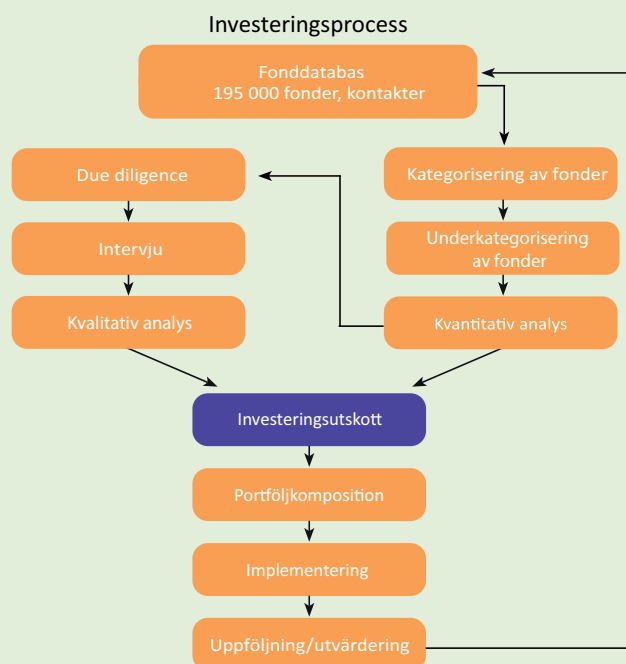 Investeringsprocess
Fonddatabas
195 000 fonder, kontakter
Kategorisering av fonder
Underkategorisering
av fonder
Kvantitativ analys
Due diligence
Intervju
Kvalitativ analys
Investeringsutskott
Portföljkomposition
Implementering
Uppföljning/utvärdering